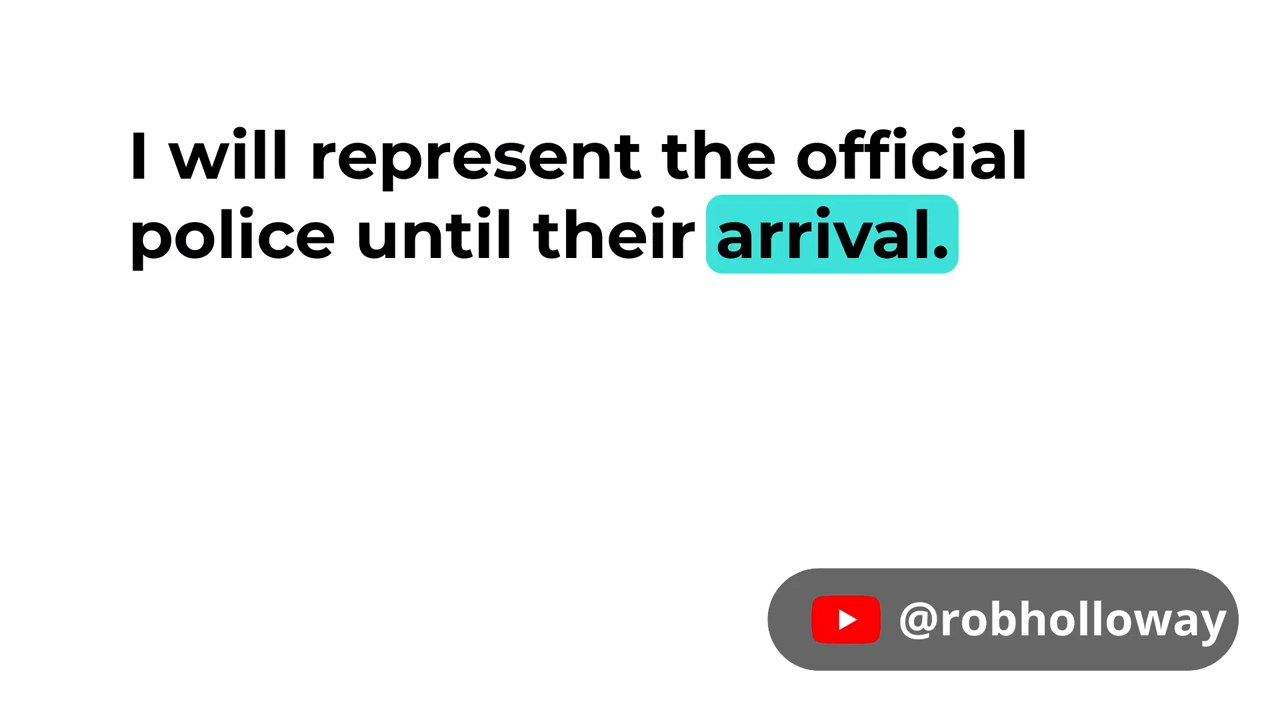 I will represent the official
police until their arrival.
@robholloway